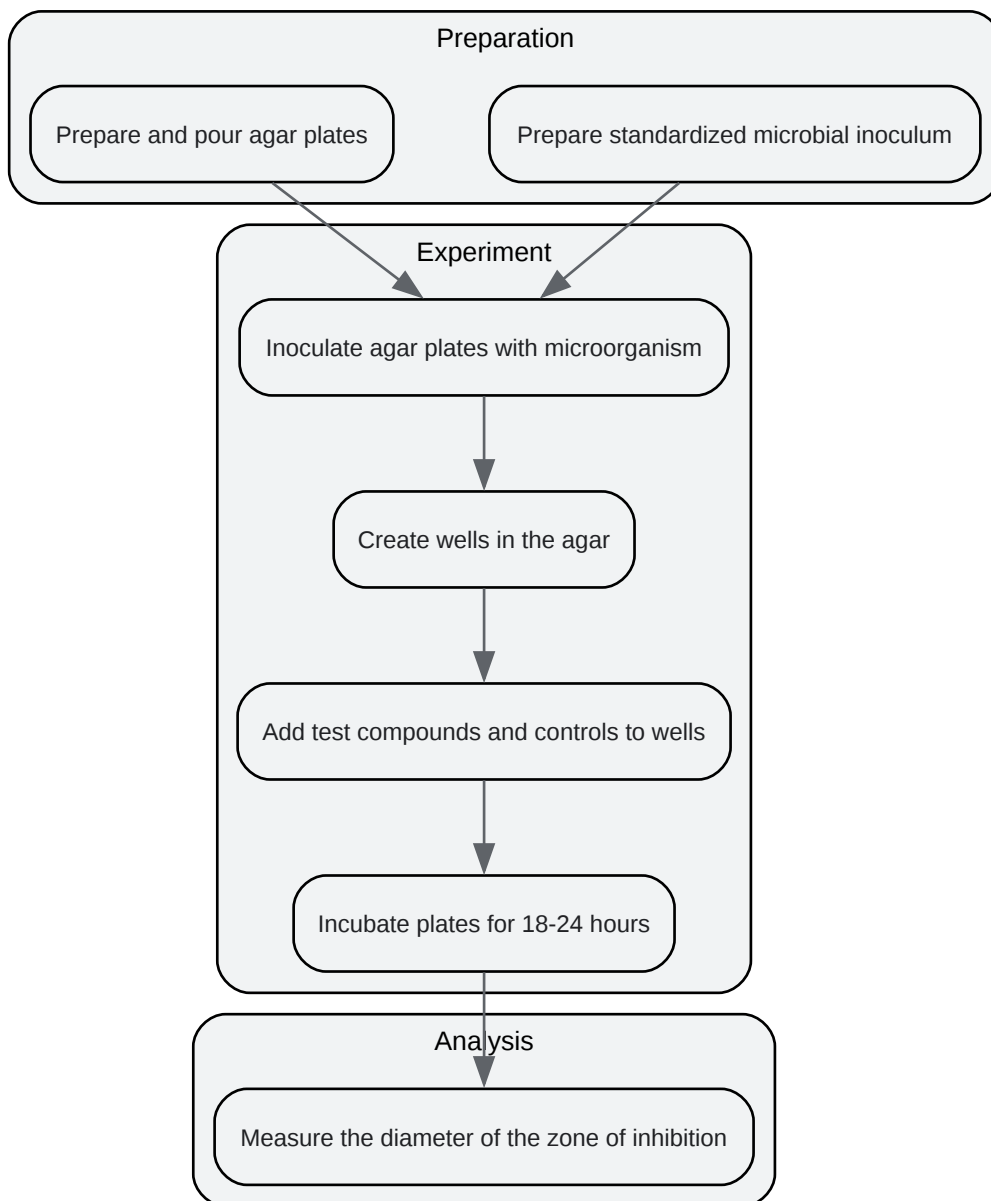 Preparation
Prepare and pour agar plates
Prepare standardized microbial inoculum
Experiment
Inoculate agar plates with microorganism
Create wells in the agar
Add test compounds and controls to wells
Incubate plates for 18-24 hours
Analysis
Measure the diameter of the zone of inhibition